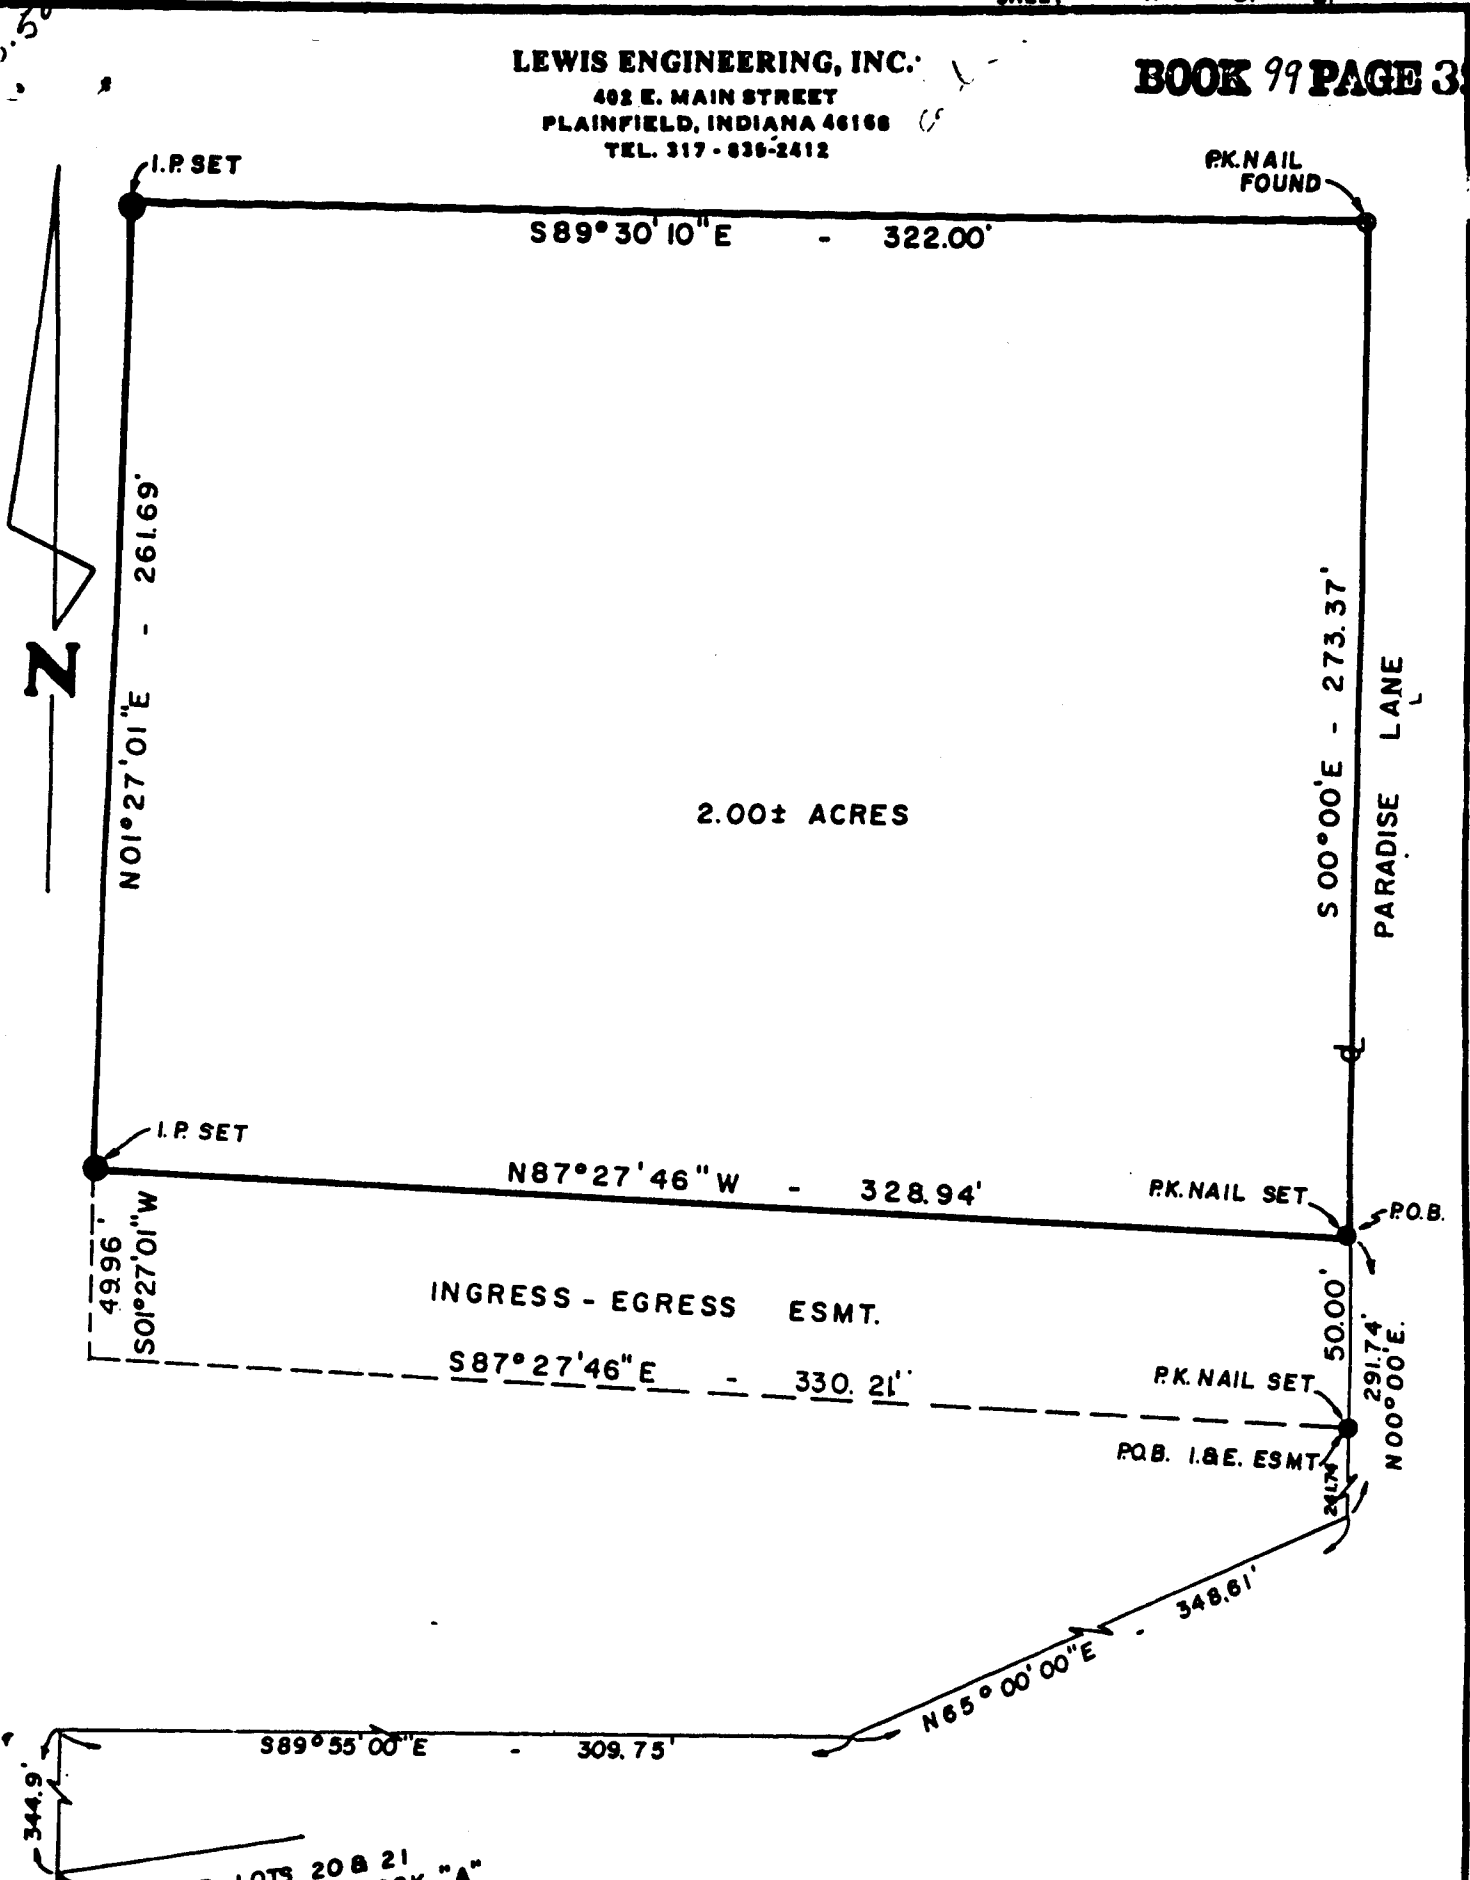 LEWIS ENGINEERING, INC.
402 E. MAIN STREET
PLAINFIELD, INDIANA 46168
TEL. 317-839-2412
BOOK 99 PAGE
I.P. SET
P.K. NAIL
FOUND
S89°30'10"E - 322.00'
N01°27'01"E - 261.69'
S00°00'E - 273.37'
PARADISE LANE
N
2.00± ACRES
I.P. SET
N87°27'46"W - 328.94'
P.K. NAIL SET
P.O.B.
49.96'
S01°27'01"W
INGRESS - EGRESS ESMT.
50.00'
291.74'
N00°00'E.
S87°27'46"E - 330.21'
P.K. NAIL SET
P.O.B. I.&E. ESMT
241.74
348.61'
N65°00'00"E
S89°55'00"E - 309.75'
344.9'
LOTS 20 & 21
"A"